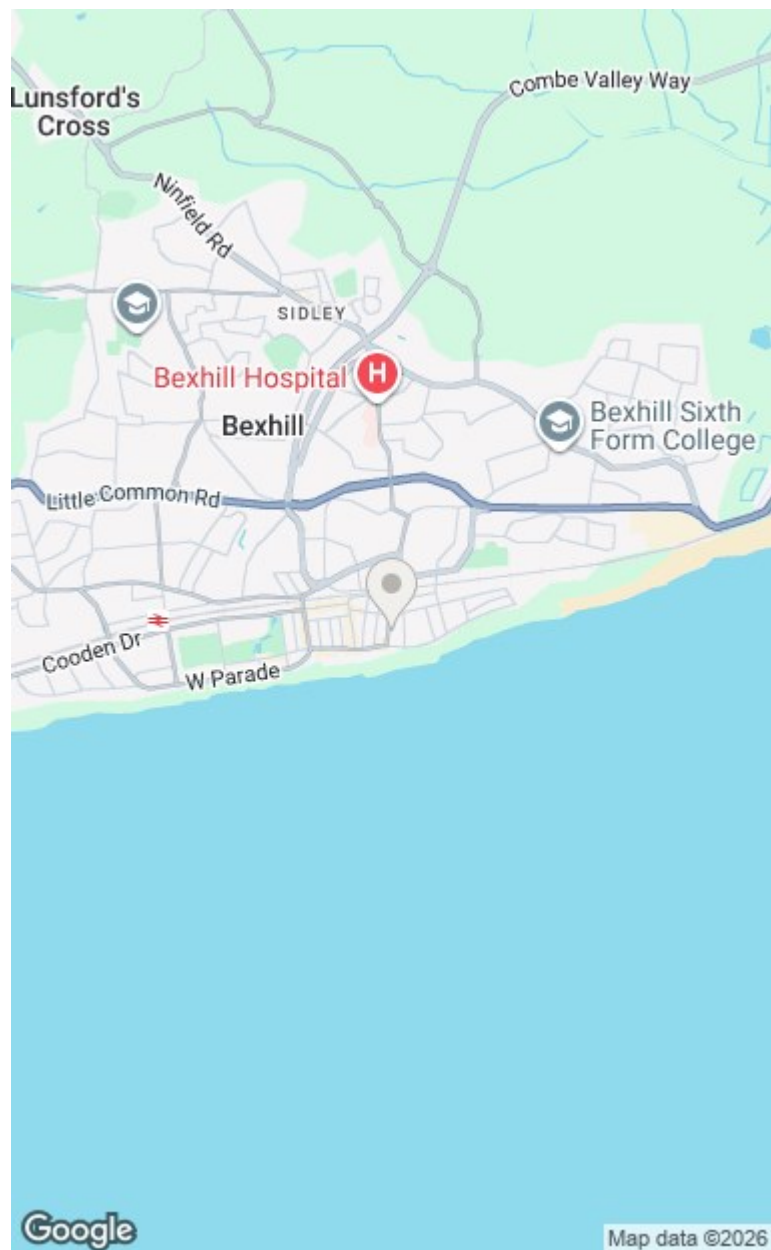 Combe Valley Way
Lunsford's
Cross
Ninfield Rd
SIDLEY
Bexhill Hospital
H
Bexhill
Bexhill Sixth
Form College
Little Common Rd
Cooden Dr
W Parade
Google
Map data ©2026